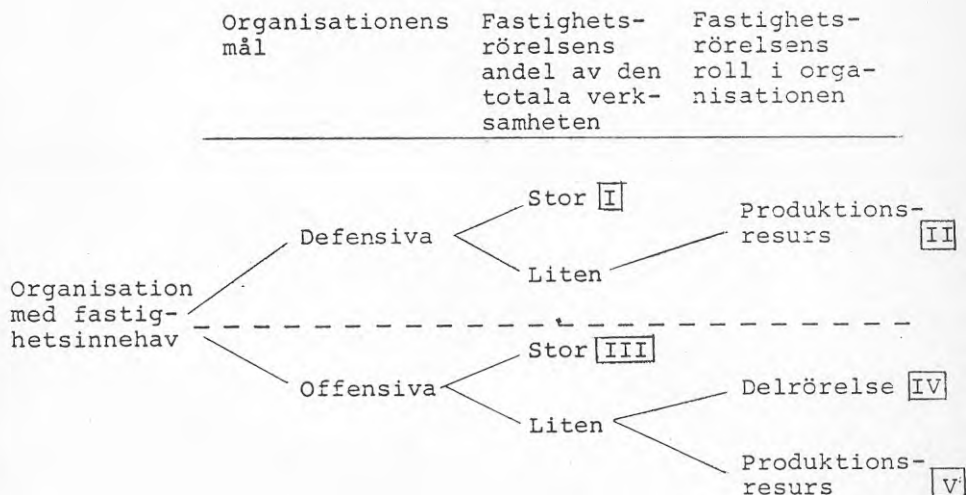 Organisationens
mål
Fastighets-
rörelsens
andel av den
totala verk-
samheten
Fastighets-
rörelsens
roll i orga-
nisationen
Organisation
med fastig-
hetsinnehav
Defensiva
Stor I
Liten
Produktions-
resurs II
Offensiva
Stor III
Liten
Delrörelse IV
Produktions-
resurs V